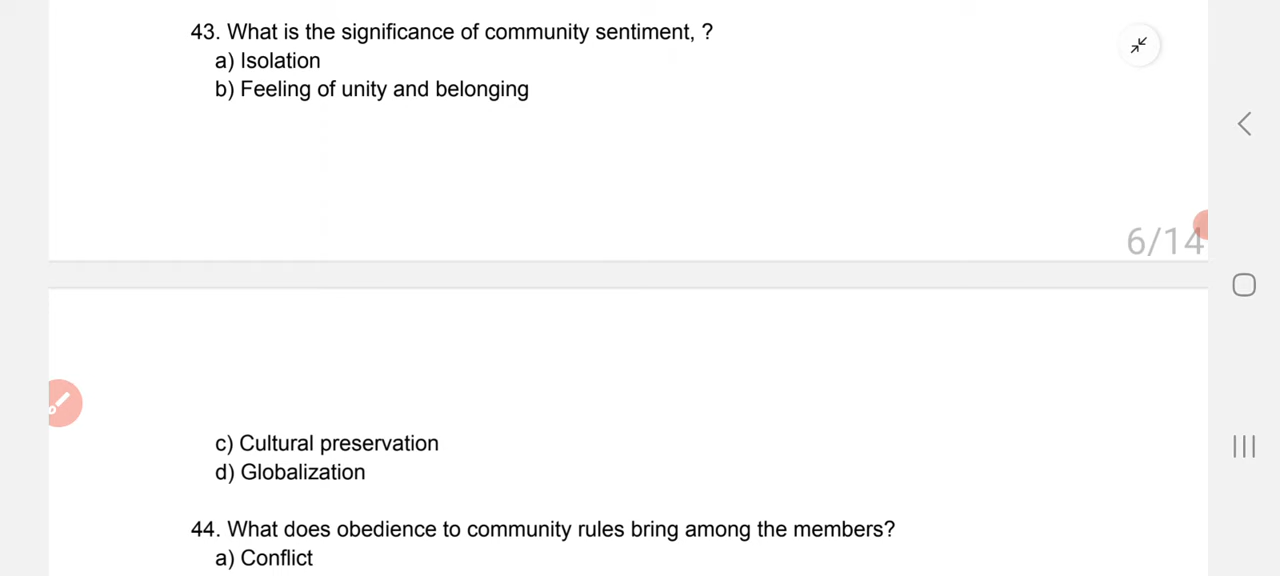 43. What is the significance of community sentiment, ?
a) Isolation
b) Feeling of unity and belonging
6/14
c) Cultural preservation
d) Globalization
44. What does obedience to community rules bring among the members?
a) Conflict